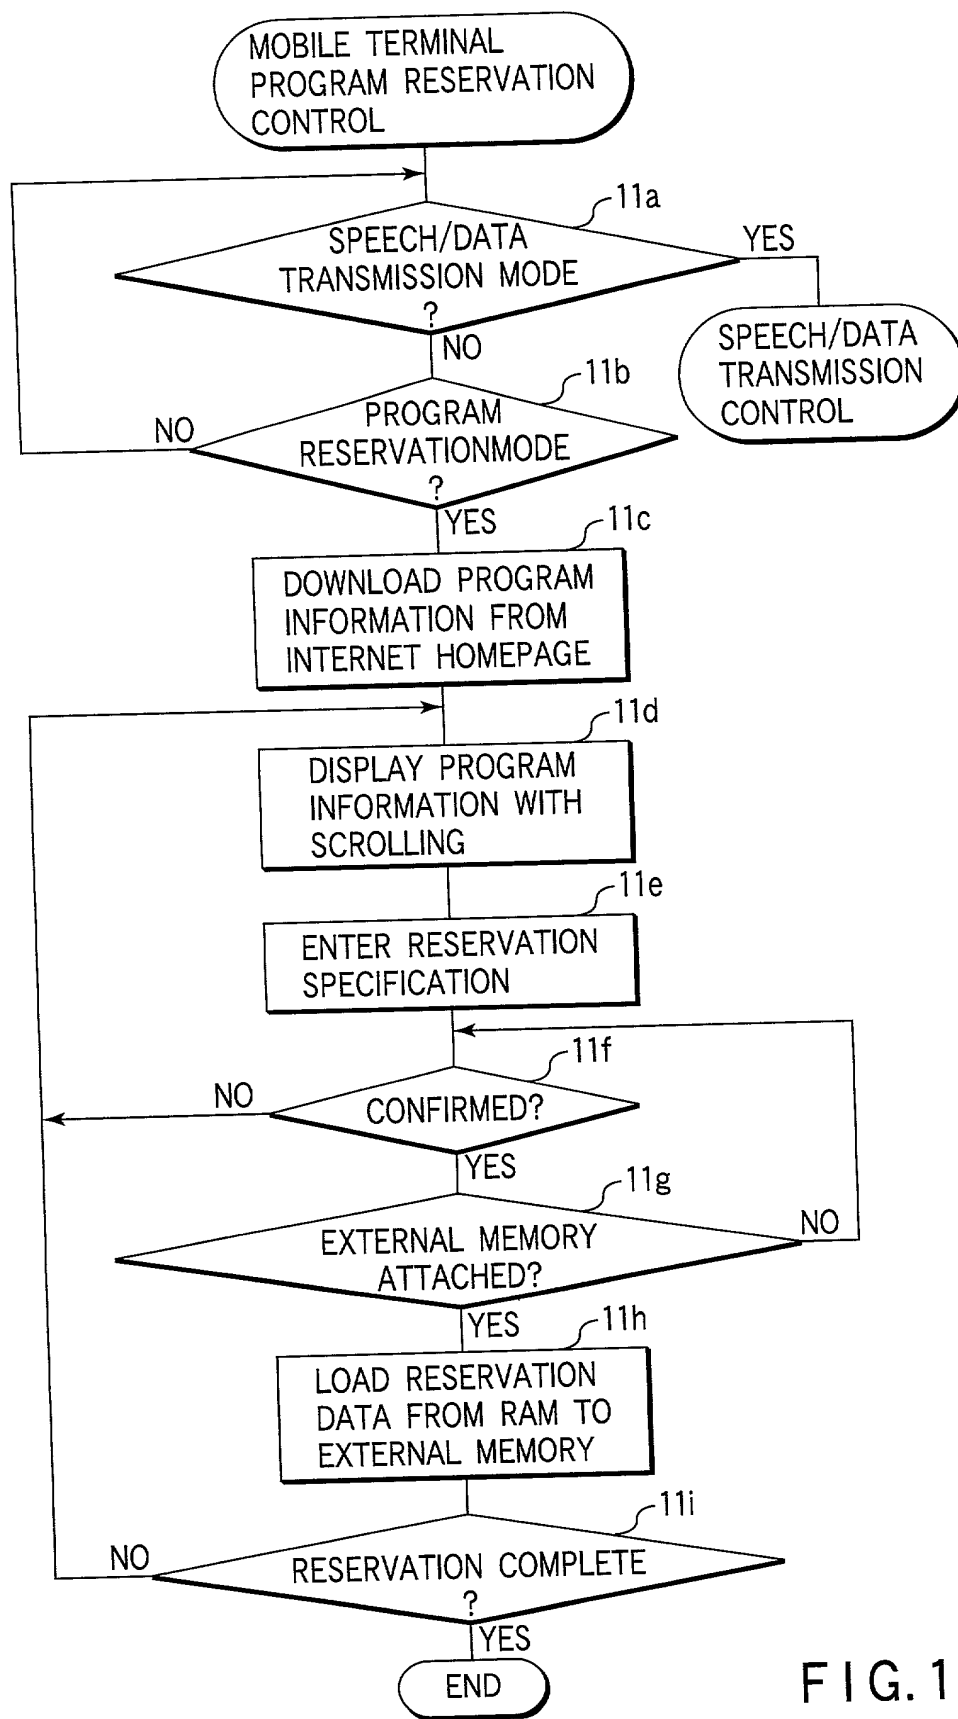 MOBILE TERMINAL
PROGRAM RESERVATION
CONTROL
11a
SPEECH/DATA
TRANSMISSION MODE
?
YES
NO
SPEECH/DATA
TRANSMISSION
CONTROL
11b
PROGRAM
RESERVATIONMODE
?
NO
YES
11c
DOWNLOAD PROGRAM
INFORMATION FROM
INTERNET HOMEPAGE
11d
DISPLAY PROGRAM
INFORMATION WITH
SCROLLING
11e
ENTER RESERVATION
SPECIFICATION
11f
NO
CONFIRMED?
YES
11g
EXTERNAL MEMORY
ATTACHED?
NO
YES
11h
LOAD RESERVATION
DATA FROM RAM TO
EXTERNAL MEMORY
11i
NO
RESERVATION COMPLETE
?
YES
END
FIG. 1